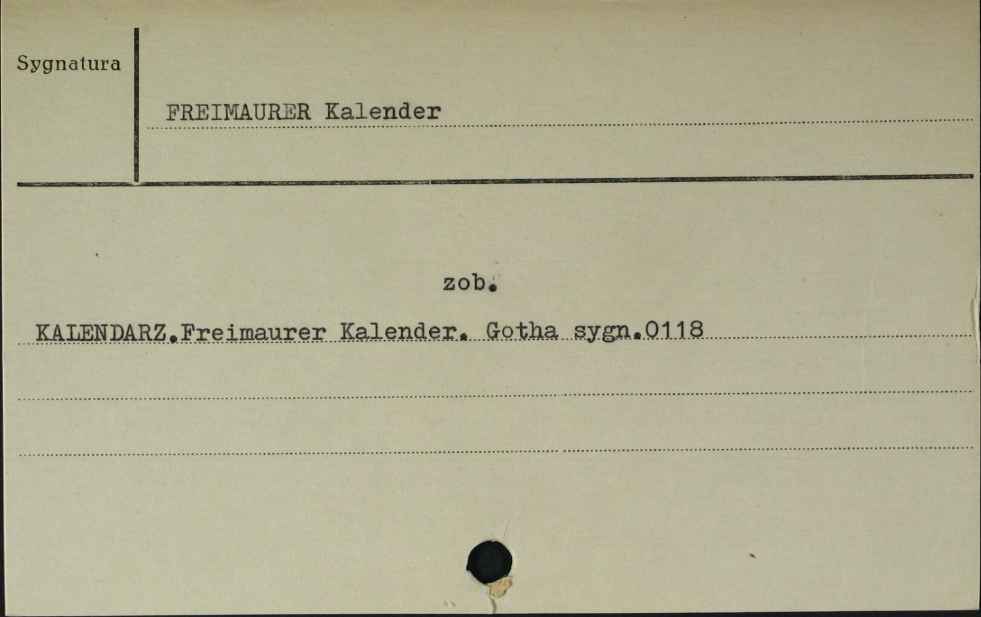 Sygnatura
FREIMAURER Kalender
zob.
KALENDARZ.Freimaurer Kalender. Gotha sygn.0118